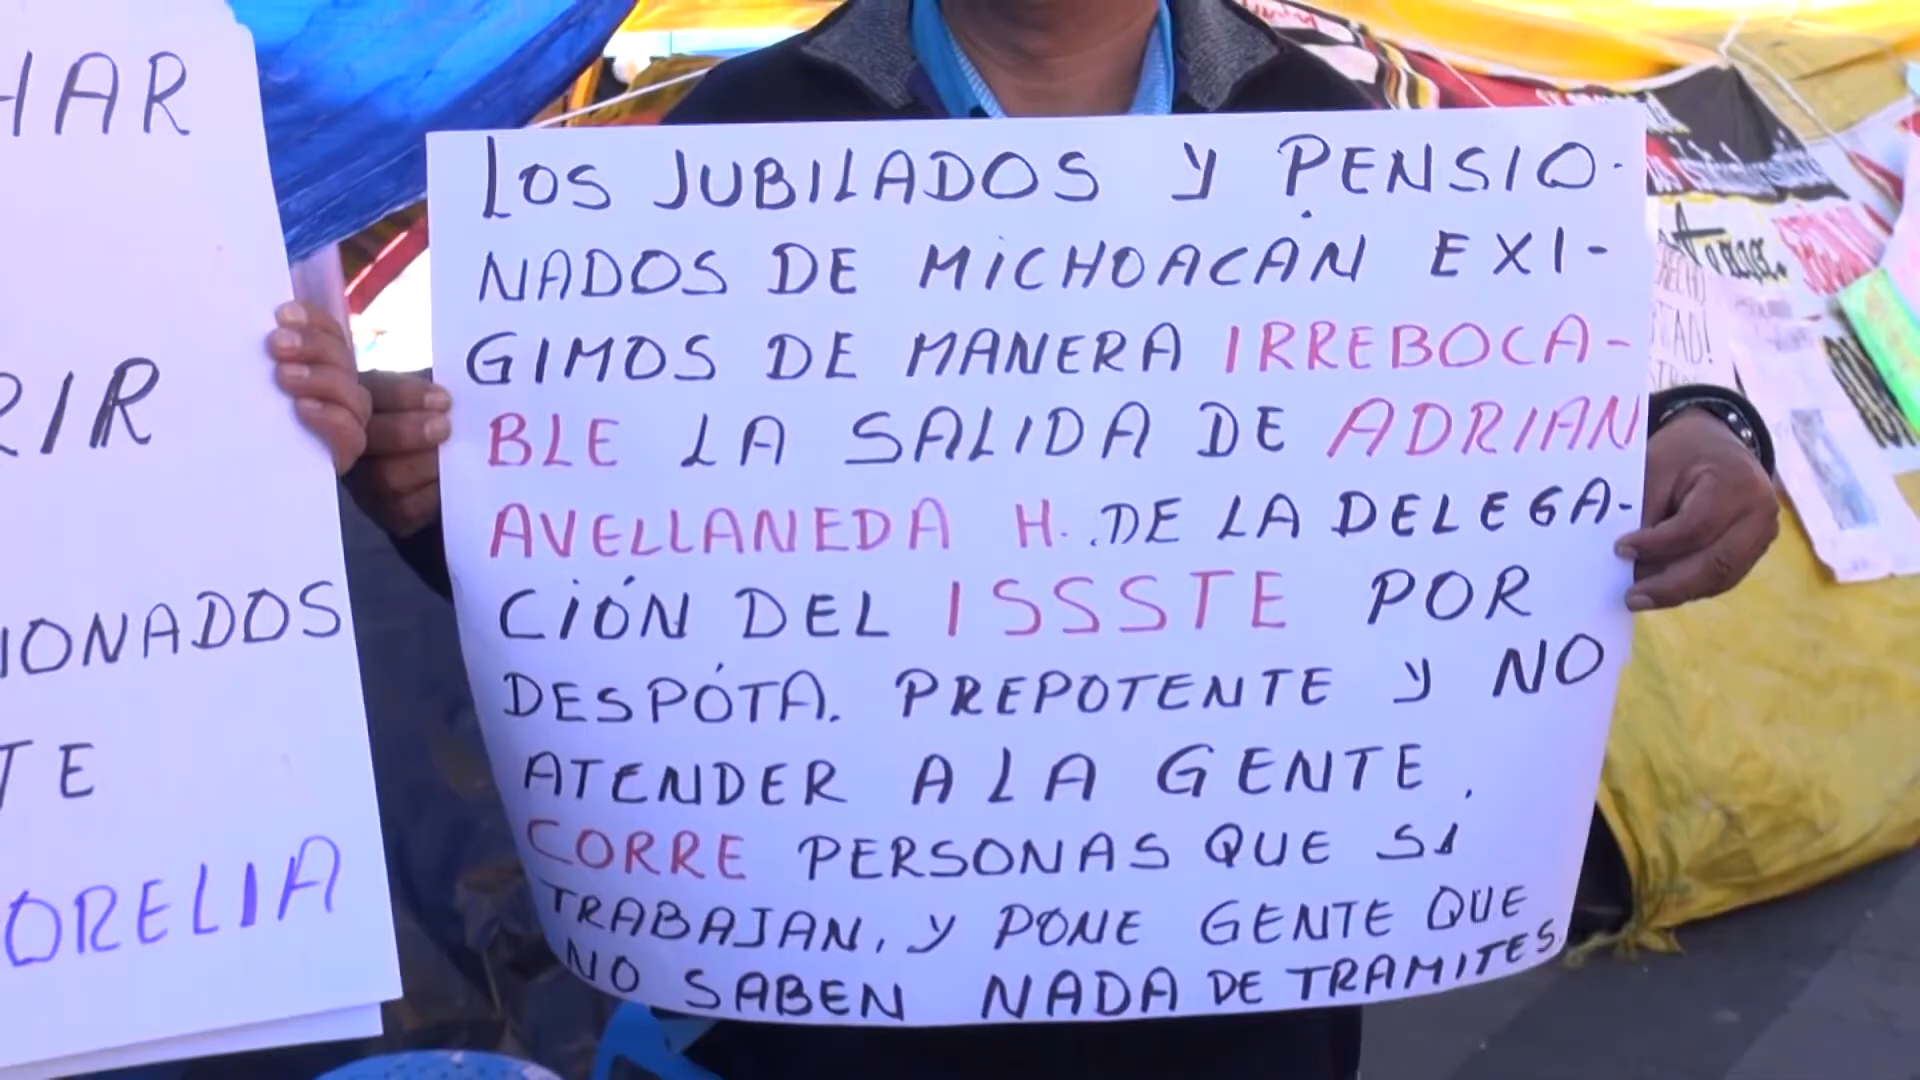 HAR
RIR
IONADOS
TE
ORELIA
LOS JUBILADOS Y PENSIO-
NADOS DE MiCHOACÁN EXI-
GIMOS DE MANERA IRREBOCA-
BLE LA SALIDA DE ADRIAN
AVELLANEDA H. DE LA DELEGA-
CiÓN DEL ISSSTE POR
DESPÓTA. PREPOTENTE Y NO
ATENDER A LA GENTE.
CORRE PERSONAS QUE SI
TRABAJAN, Y PONE GENTE QUE
NO SABEN NADA DE TRAMITES.